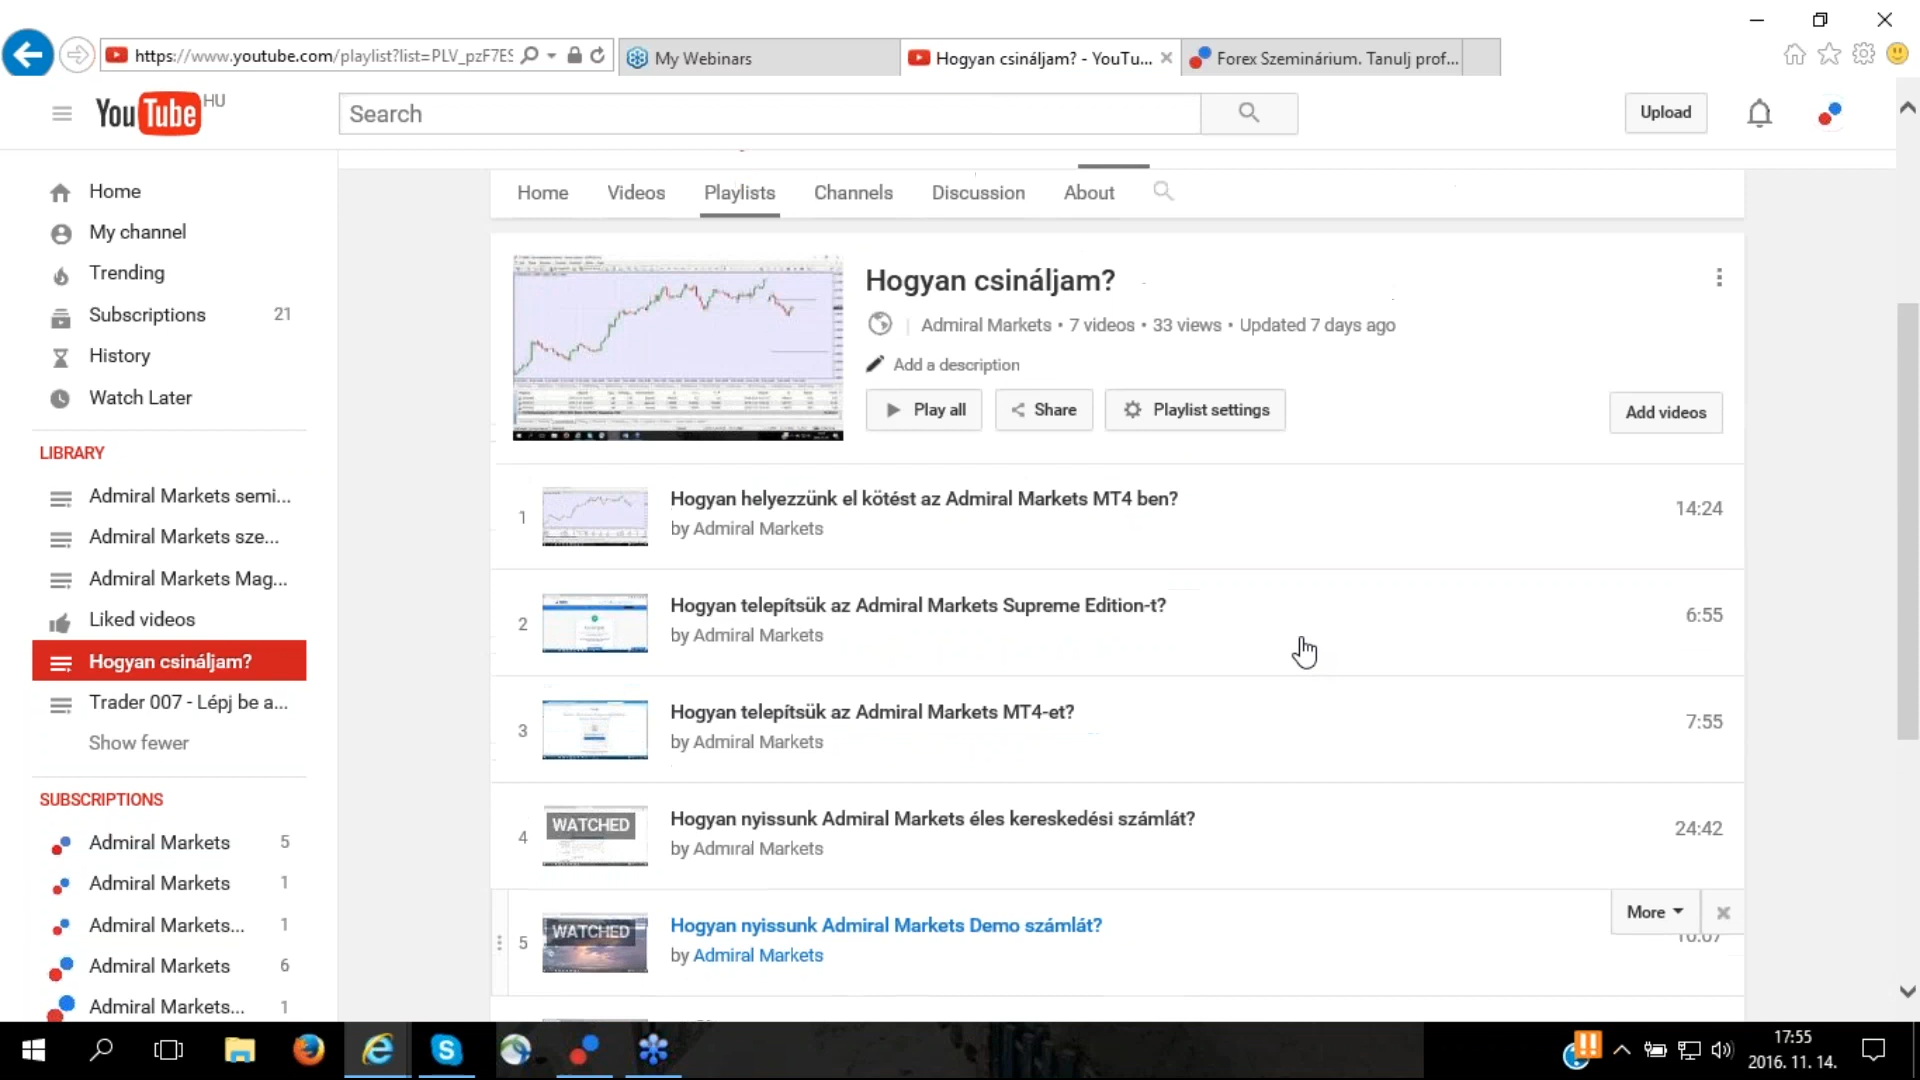 https://www.youtube.com/playlist?list=PLV_pzF7ES
My Webinars
Hogyan csináljam? - YouTu...
Forex Szeminárium. Tanulj prof...
YouTube HU
Search
Upload
Home
My channel
Trending
Subscriptions 21
History
Watch Later
LIBRARY
Admiral Markets semi...
Admiral Markets sze...
Admiral Markets Mag...
Liked videos
Hogyan csináljam?
Trader 007 - Lépj be a...
Show fewer
SUBSCRIPTIONS
Admiral Markets 5
Admiral Markets 1
Admiral Markets... 1
Admiral Markets 6
Admiral Markets... 1
Home Videos Playlists Channels Discussion About
Hogyan csináljam?
Admiral Markets • 7 videos • 33 views • Updated 7 days ago
Add a description
Play all Share Playlist settings Add videos
1 Hogyan helyezzünk el kötést az Admiral Markets MT4 ben? 14:24
by Admiral Markets
2 Hogyan telepítsük az Admiral Markets Supreme Edition-t? 6:55
by Admiral Markets
3 Hogyan telepítsük az Admiral Markets MT4-et? 7:55
by Admiral Markets
4 WATCHED Hogyan nyissunk Admiral Markets éles kereskedési számlát? 24:42
by Admiral Markets
5 WATCHED Hogyan nyissunk Admiral Markets Demo számlát? More
by Admiral Markets
17:55
2016. 11. 14.